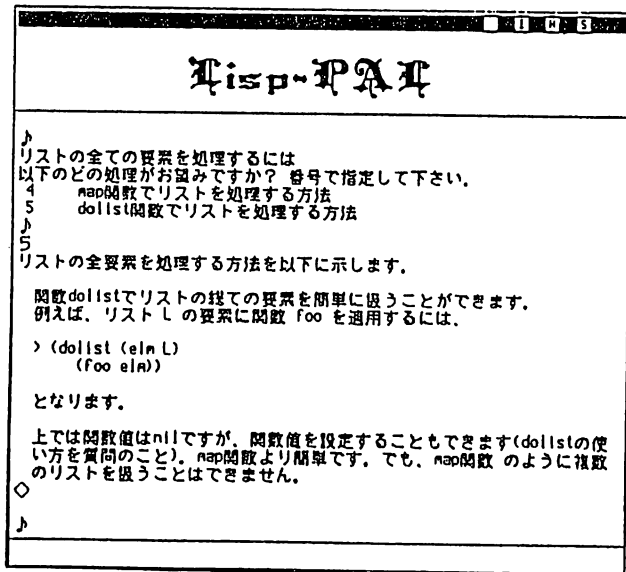 I M S
Lisp-PAL
♪
リストの全ての要素を処理するには
以下のどの処理がお望みですか? 番号で指定して下さい.
4 map関数でリストを処理する方法
5 dolist関数でリストを処理する方法
♪
5
リストの全要素を処理する方法を以下に示します.
関数dolistでリストの総ての要素を簡単に扱うことができます.
例えば、リスト L の要素に関数 foo を適用するには、
> (dolist (elm L)
(foo elm))
となります.
上では関数値はnilですが、関数値を設定することもできます(dolistの使
い方を質問のこと). map関数より簡単です. でも、map関数 のように複数
のリストを扱うことはできません.
◇
♪